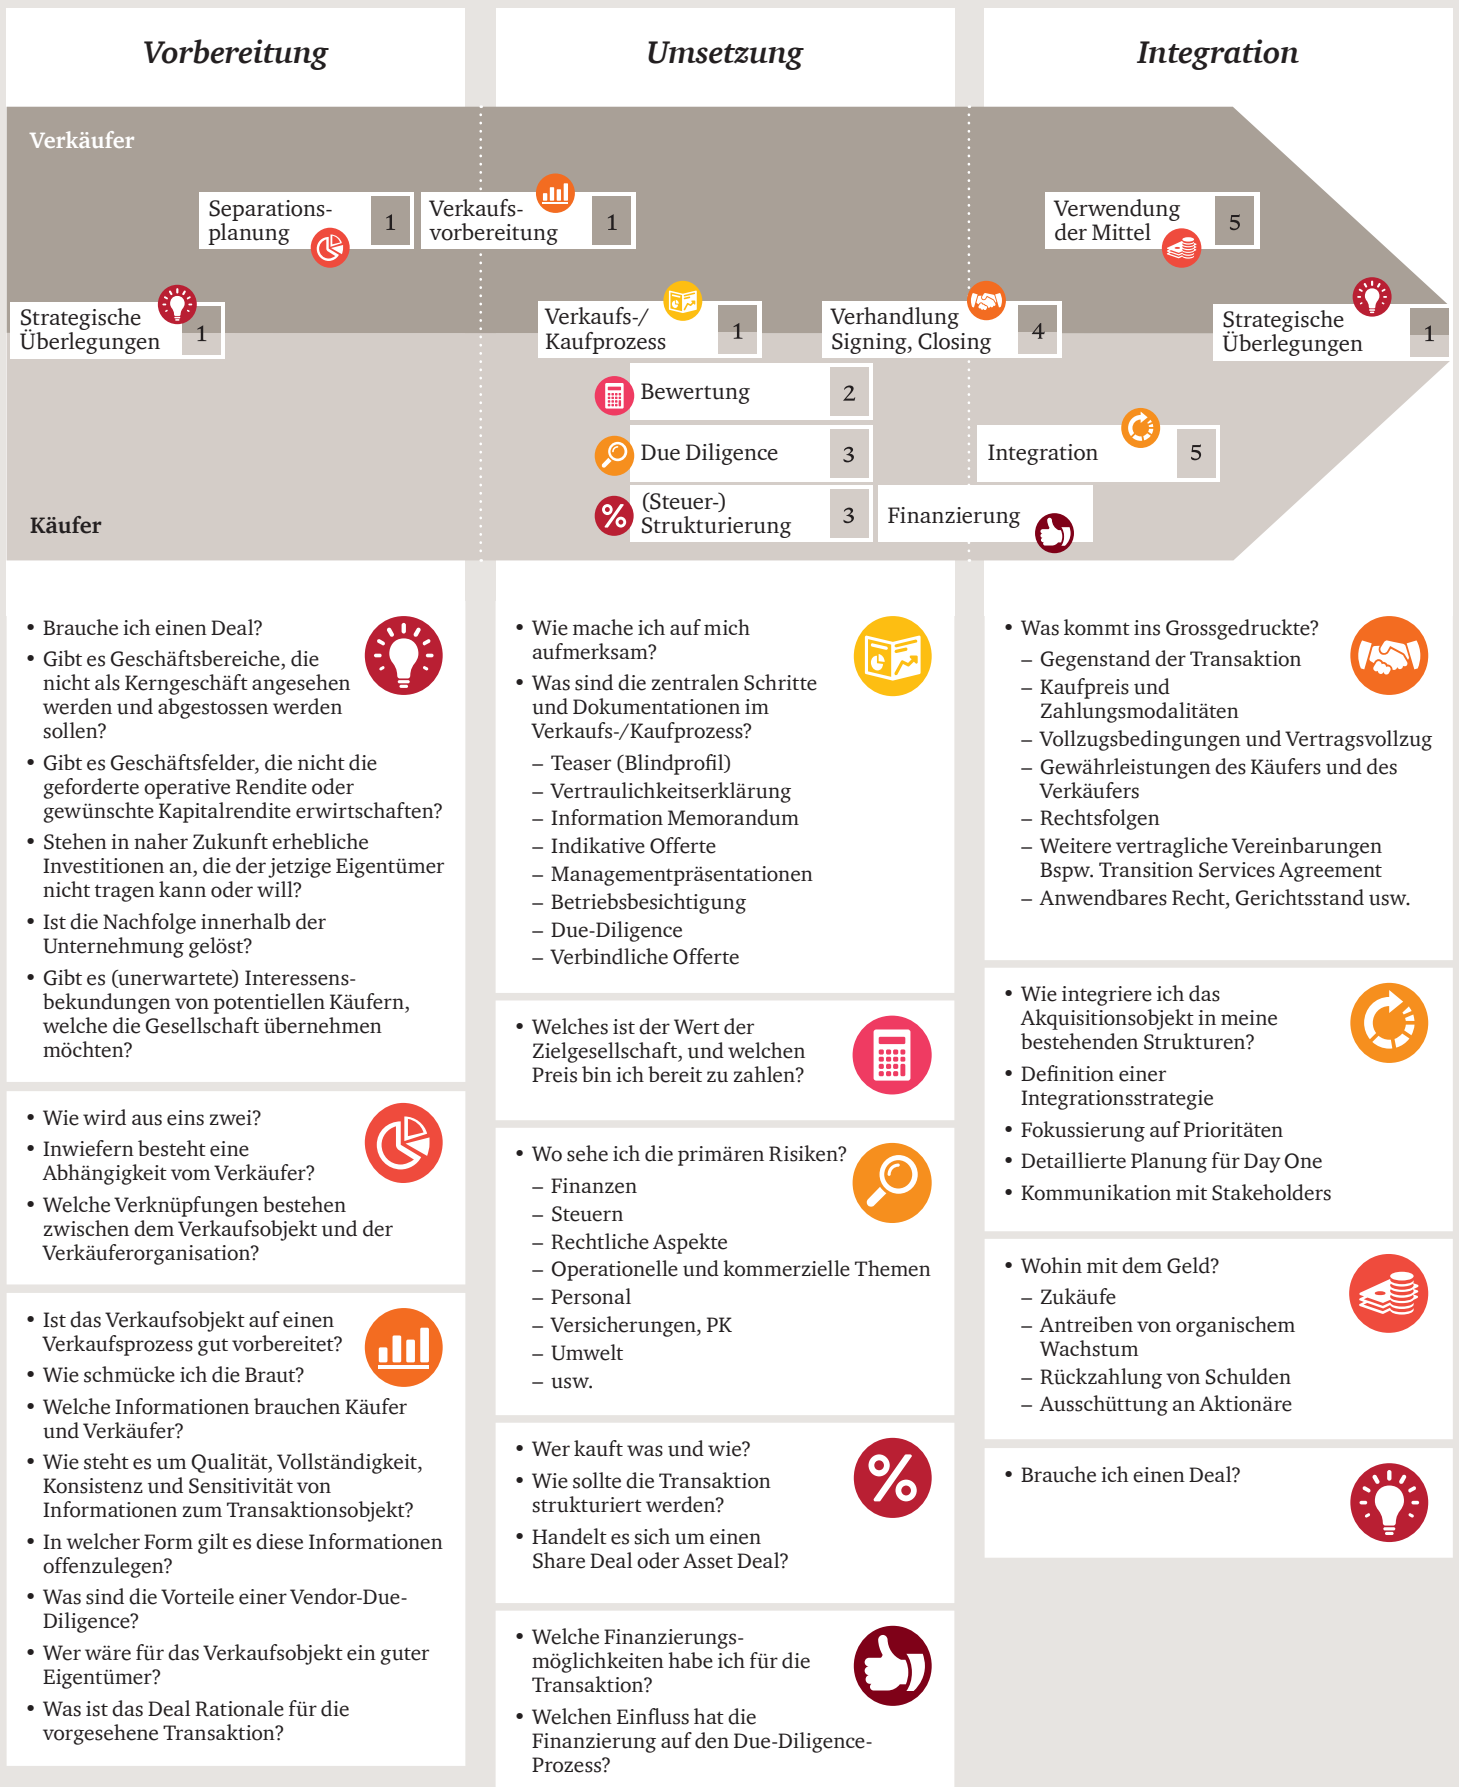 Vorbereitung
Umsetzung
Integration
Verkäufer
Separations-
planung
1
Verkaufs-
vorbereitung
1
Verwendung
der Mittel
5
Strategische
Überlegungen
1
Verkaufs-/
Kaufprozess
1
Verhandlung
Signing, Closing
4
Strategische
Überlegungen
1
Bewertung
2
Due Diligence
3
Integration
5
(Steuer-)
Strukturierung
3
Finanzierung
Käufer
• Brauche ich einen Deal?
• Gibt es Geschäftsbereiche, die
nicht als Kerngeschäft angesehen
werden und abgestossen werden
sollen?
• Gibt es Geschäftsfelder, die nicht die
geforderte operative Rendite oder
gewünschte Kapitalrendite erwirtschaften?
• Stehen in naher Zukunft erhebliche
Investitionen an, die der jetzige Eigentümer
nicht tragen kann oder will?
• Ist die Nachfolge innerhalb der
Unternehmung gelöst?
• Gibt es (unerwartete) Interessens-
bekundungen von potentiellen Käufern,
welche die Gesellschaft übernehmen
möchten?
• Wie wird aus eins zwei?
• Inwiefern besteht eine
Abhängigkeit vom Verkäufer?
• Welche Verknüpfungen bestehen
zwischen dem Verkaufsobjekt und der
Verkäuferorganisation?
• Ist das Verkaufsobjekt auf einen
Verkaufsprozess gut vorbereitet?
• Wie schmücke ich die Braut?
• Welche Informationen brauchen Käufer
und Verkäufer?
• Wie steht es um Qualität, Vollständigkeit,
Konsistenz und Sensitivität von
Informationen zum Transaktionsobjekt?
• In welcher Form gilt es diese Informationen
offenzulegen?
• Was sind die Vorteile einer Vendor-Due-
Diligence?
• Wer wäre für das Verkaufsobjekt ein guter
Eigentümer?
• Was ist das Deal Rationale für die
vorgesehene Transaktion?
• Wie mache ich auf mich
aufmerksam?
• Was sind die zentralen Schritte
und Dokumentationen im
Verkaufs-/Kaufprozess?
– Teaser (Blindprofil)
– Vertraulichkeitserklärung
– Information Memorandum
– Indikative Offerte
– Managementpräsentationen
– Betriebsbesichtigung
– Due-Diligence
– Verbindliche Offerte
• Welches ist der Wert der
Zielgesellschaft, und welchen
Preis bin ich bereit zu zahlen?
• Wo sehe ich die primären Risiken?
– Finanzen
– Steuern
– Rechtliche Aspekte
– Operationelle und kommerzielle Themen
– Personal
– Versicherungen, PK
– Umwelt
– usw.
%
• Wer kauft was und wie?
• Wie sollte die Transaktion
strukturiert werden?
• Handelt es sich um einen
Share Deal oder Asset Deal?
%
• Welche Finanzierungs-
möglichkeiten habe ich für die
Transaktion?
• Welchen Einfluss hat die
Finanzierung auf den Due-Diligence-
Prozess?
• Was kommt ins Grossgedruckte?
– Gegenstand der Transaktion
– Kaufpreis und
Zahlungsmodalitäten
– Vollzugsbedingungen und Vertragsvollzug
– Gewährleistungen des Käufers und des
Verkäufers
– Rechtsfolgen
– Weitere vertragliche Vereinbarungen
Bspw. Transition Services Agreement
– Anwendbares Recht, Gerichtsstand usw.
• Wie integriere ich das
Akquisitionsobjekt in meine
bestehenden Strukturen?
• Definition einer
Integrationsstrategie
• Fokussierung auf Prioritäten
• Detaillierte Planung für Day One
• Kommunikation mit Stakeholders
• Wohin mit dem Geld?
– Zukäufe
– Antreiben von organischem
Wachstum
– Rückzahlung von Schulden
– Ausschüttung an Aktionäre
• Brauche ich einen Deal?